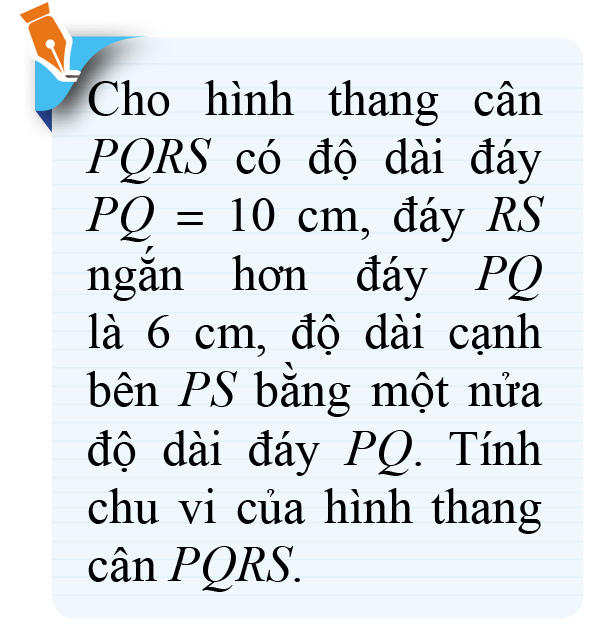 Cho hình thang cân
PQRS có độ dài đáy
PQ = 10 cm, đáy RS
ngắn hơn đáy PQ
là 6 cm, độ dài cạnh
bên PS bằng một nửa
độ dài đáy PQ. Tính
chu vi của hình thang
cân PQRS.